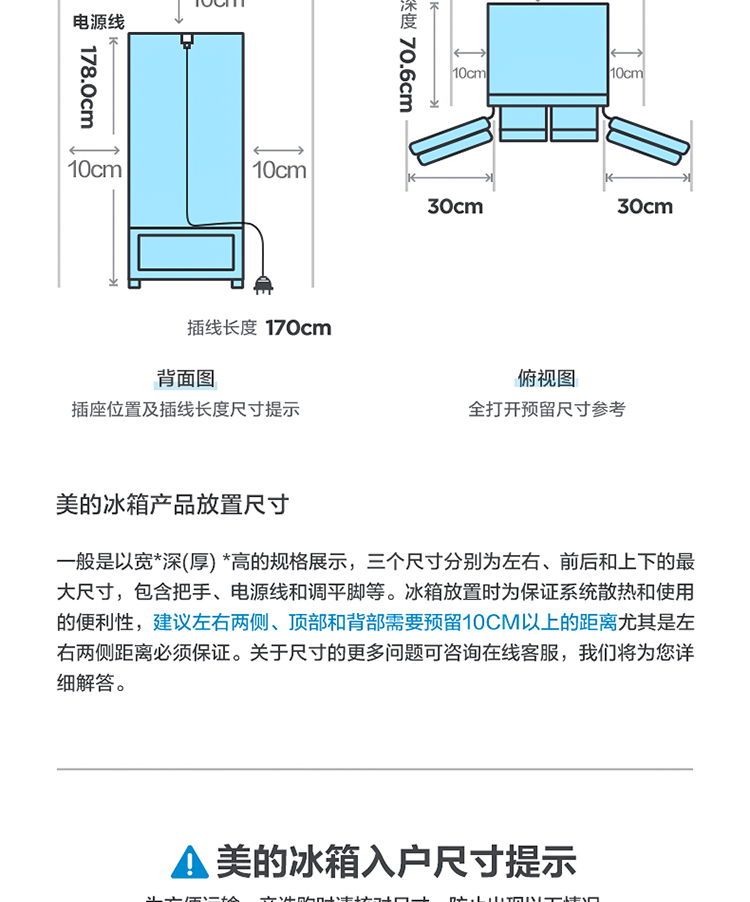 10cm
电源线
178.0cm
10cm
10cm
插线长度 170cm
背面图
插座位置及插线长度尺寸提示
深度 70.6cm
10cm
10cm
30cm
30cm
俯视图
全打开预留尺寸参考
美的冰箱产品放置尺寸
一般是以宽*深(厚) *高的规格展示，三个尺寸分别为左右、前后和上下的最
大尺寸，包含把手、电源线和调平脚等。冰箱放置时为保证系统散热和使用
的便利性，建议左右两侧、顶部和背部需要预留10CM以上的距离尤其是左
右两侧距离必须保证。关于尺寸的更多问题可咨询在线客服，我们将为您详
细解答。
美的冰箱入户尺寸提示